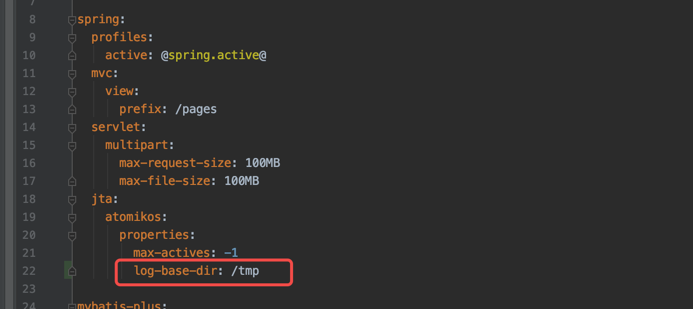 8 spring:
9 profiles:
10 active: @spring.active@
11 mvc:
12 view:
13 prefix: /pages
14 servlet:
15 multipart:
16 max-request-size: 100MB
17 max-file-size: 100MB
18 jta:
19 atomikos:
20 properties:
21 max-actives: -1
22 log-base-dir: /tmp
23
24 mybatis-plus: